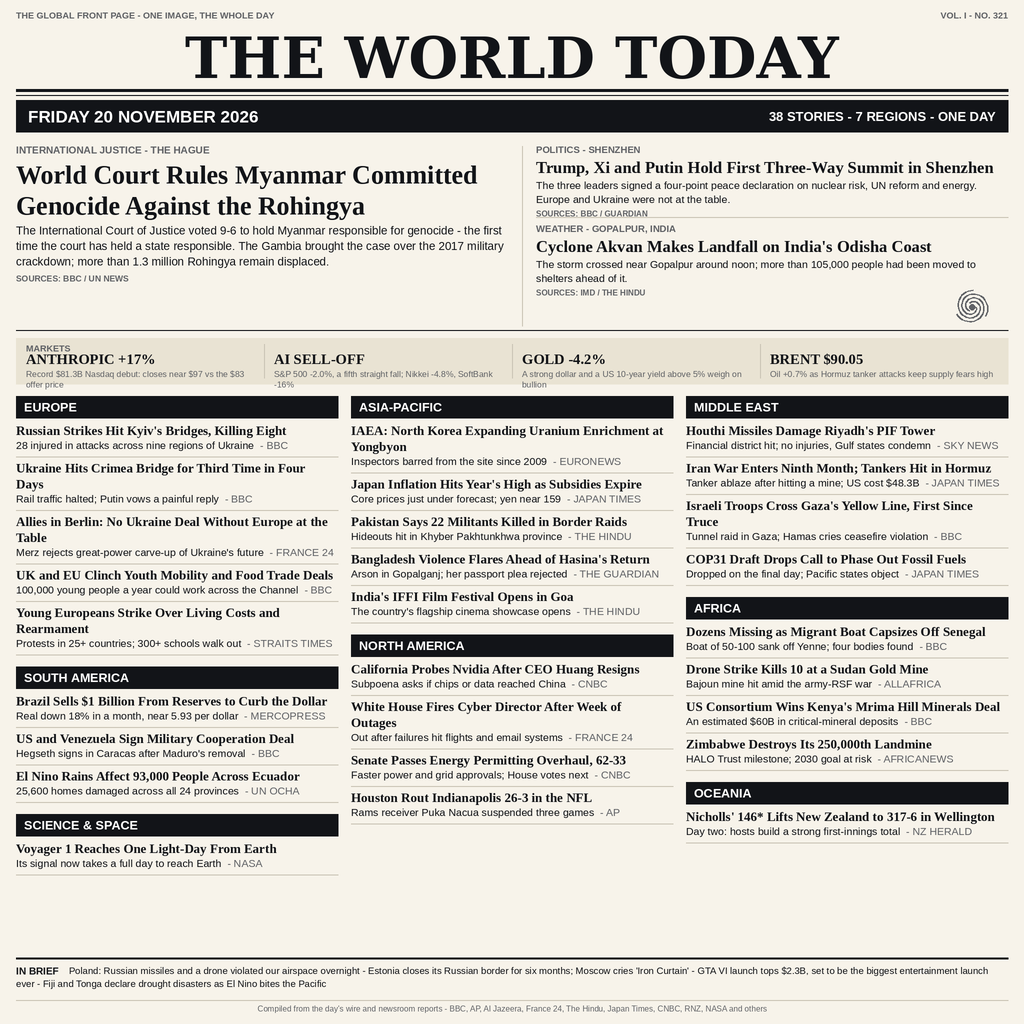 THE GLOBAL FRONT PAGE - ONE IMAGE, THE WHOLE DAY
VOL. I - NO. 321
THE WORLD TODAY
FRIDAY 20 NOVEMBER 2026
38 STORIES - 7 REGIONS - ONE DAY
INTERNATIONAL JUSTICE - THE HAGUE
World Court Rules Myanmar Committed
Genocide Against the Rohingya
The International Court of Justice voted 9-6 to hold Myanmar responsible for genocide - the first
time the court has held a state responsible. The Gambia brought the case over the 2017 military
crackdown; more than 1.3 million Rohingya remain displaced.
SOURCES: BBC / UN NEWS
POLITICS - SHENZHEN
Trump, Xi and Putin Hold First Three-Way Summit in Shenzhen
The three leaders signed a four-point peace declaration on nuclear risk, UN reform and energy.
Europe and Ukraine were not at the table.
SOURCES: BBC / GUARDIAN
WEATHER - GOPALPUR, INDIA
Cyclone Akvan Makes Landfall on India's Odisha Coast
The storm crossed near Gopalpur around noon; more than 105,000 people had been moved to
shelters ahead of it.
SOURCES: IMD / THE HINDU
MARKETS
ANTHROPIC +17%
Record $81.3B Nasdaq debut: closes near $97 vs the $83
offer price
AI SELL-OFF
S&P 500 -2.0%, a fifth straight fall; Nikkei -4.8%, SoftBank
-16%
GOLD -4.2%
A strong dollar and a US 10-year yield above 5% weigh on
bullion
BRENT $90.05
Oil +0.7% as Hormuz tanker attacks keep supply fears high
EUROPE
Russian Strikes Hit Kyiv's Bridges, Killing Eight
28 injured in attacks across nine regions of Ukraine - BBC
Ukraine Hits Crimea Bridge for Third Time in Four
Days
Rail traffic halted; Putin vows a painful reply - BBC
Allies in Berlin: No Ukraine Deal Without Europe at the
Table
Merz rejects great-power carve-up of Ukraine's future - FRANCE 24
UK and EU Clinch Youth Mobility and Food Trade Deals
100,000 young people a year could work across the Channel - BBC
Young Europeans Strike Over Living Costs and
Rearmament
Protests in 25+ countries; 300+ schools walk out - STRAITS TIMES
SOUTH AMERICA
Brazil Sells $1 Billion From Reserves to Curb the Dollar
Real down 18% in a month, near 5.93 per dollar - MERCOPRESS
US and Venezuela Sign Military Cooperation Deal
Hegseth signs in Caracas after Maduro's removal - BBC
El Nino Rains Affect 93,000 People Across Ecuador
25,600 homes damaged across all 24 provinces - UN OCHA
SCIENCE & SPACE
Voyager 1 Reaches One Light-Day From Earth
Its signal now takes a full day to reach Earth - NASA
ASIA-PACIFIC
IAEA: North Korea Expanding Uranium Enrichment at
Yongbyon
Inspectors barred from the site since 2009 - EURONEWS
Japan Inflation Hits Year's High as Subsidies Expire
Core prices just under forecast; yen near 159 - JAPAN TIMES
Pakistan Says 22 Militants Killed in Border Raids
Hideouts hit in Khyber Pakhtunkhwa province - THE HINDU
Bangladesh Violence Flares Ahead of Hasina's Return
Arson in Gopalganj; her passport plea rejected - THE GUARDIAN
India's IFFI Film Festival Opens in Goa
The country's flagship cinema showcase opens - THE HINDU
NORTH AMERICA
California Probes Nvidia After CEO Huang Resigns
Subpoena asks if chips or data reached China - CNBC
White House Fires Cyber Director After Week of
Outages
Out after failures hit flights and email systems - FRANCE 24
Senate Passes Energy Permitting Overhaul, 62-33
Faster power and grid approvals; House votes next - CNBC
Houston Rout Indianapolis 26-3 in the NFL
Rams receiver Puka Nacua suspended three games - AP
MIDDLE EAST
Houthi Missiles Damage Riyadh's PIF Tower
Financial district hit; no injuries, Gulf states condemn - SKY NEWS
Iran War Enters Ninth Month; Tankers Hit in Hormuz
Tanker ablaze after hitting a mine; US cost $48.3B - JAPAN TIMES
Israeli Troops Cross Gaza's Yellow Line, First Since
Truce
Tunnel raid in Gaza; Hamas cries ceasefire violation - BBC
COP31 Draft Drops Call to Phase Out Fossil Fuels
Dropped on the final day; Pacific states object - JAPAN TIMES
AFRICA
Dozens Missing as Migrant Boat Capsizes Off Senegal
Boat of 50-100 sank off Yenne; four bodies found - BBC
Drone Strike Kills 10 at a Sudan Gold Mine
Bajoun mine hit amid the army-RSF war - ALLAFRICA
US Consortium Wins Kenya's Mrima Hill Minerals Deal
An estimated $60B in critical-mineral deposits - BBC
Zimbabwe Destroys Its 250,000th Landmine
HALO Trust milestone; 2030 goal at risk - AFRICANEWS
OCEANIA
Nicholls' 146* Lifts New Zealand to 317-6 in Wellington
Day two: hosts build a strong first-innings total - NZ HERALD
IN BRIEF Poland: Russian missiles and a drone violated our airspace overnight - Estonia closes its Russian border for six months; Moscow cries 'Iron Curtain' - GTA VI launch tops $2.3B, set to be the biggest entertainment launch
ever - Fiji and Tonga declare drought disasters as El Nino bites the Pacific
Compiled from the day's wire and newsroom reports - BBC, AP, Al Jazeera, France 24, The Hindu, Japan Times, CNBC, RNZ, NASA and others